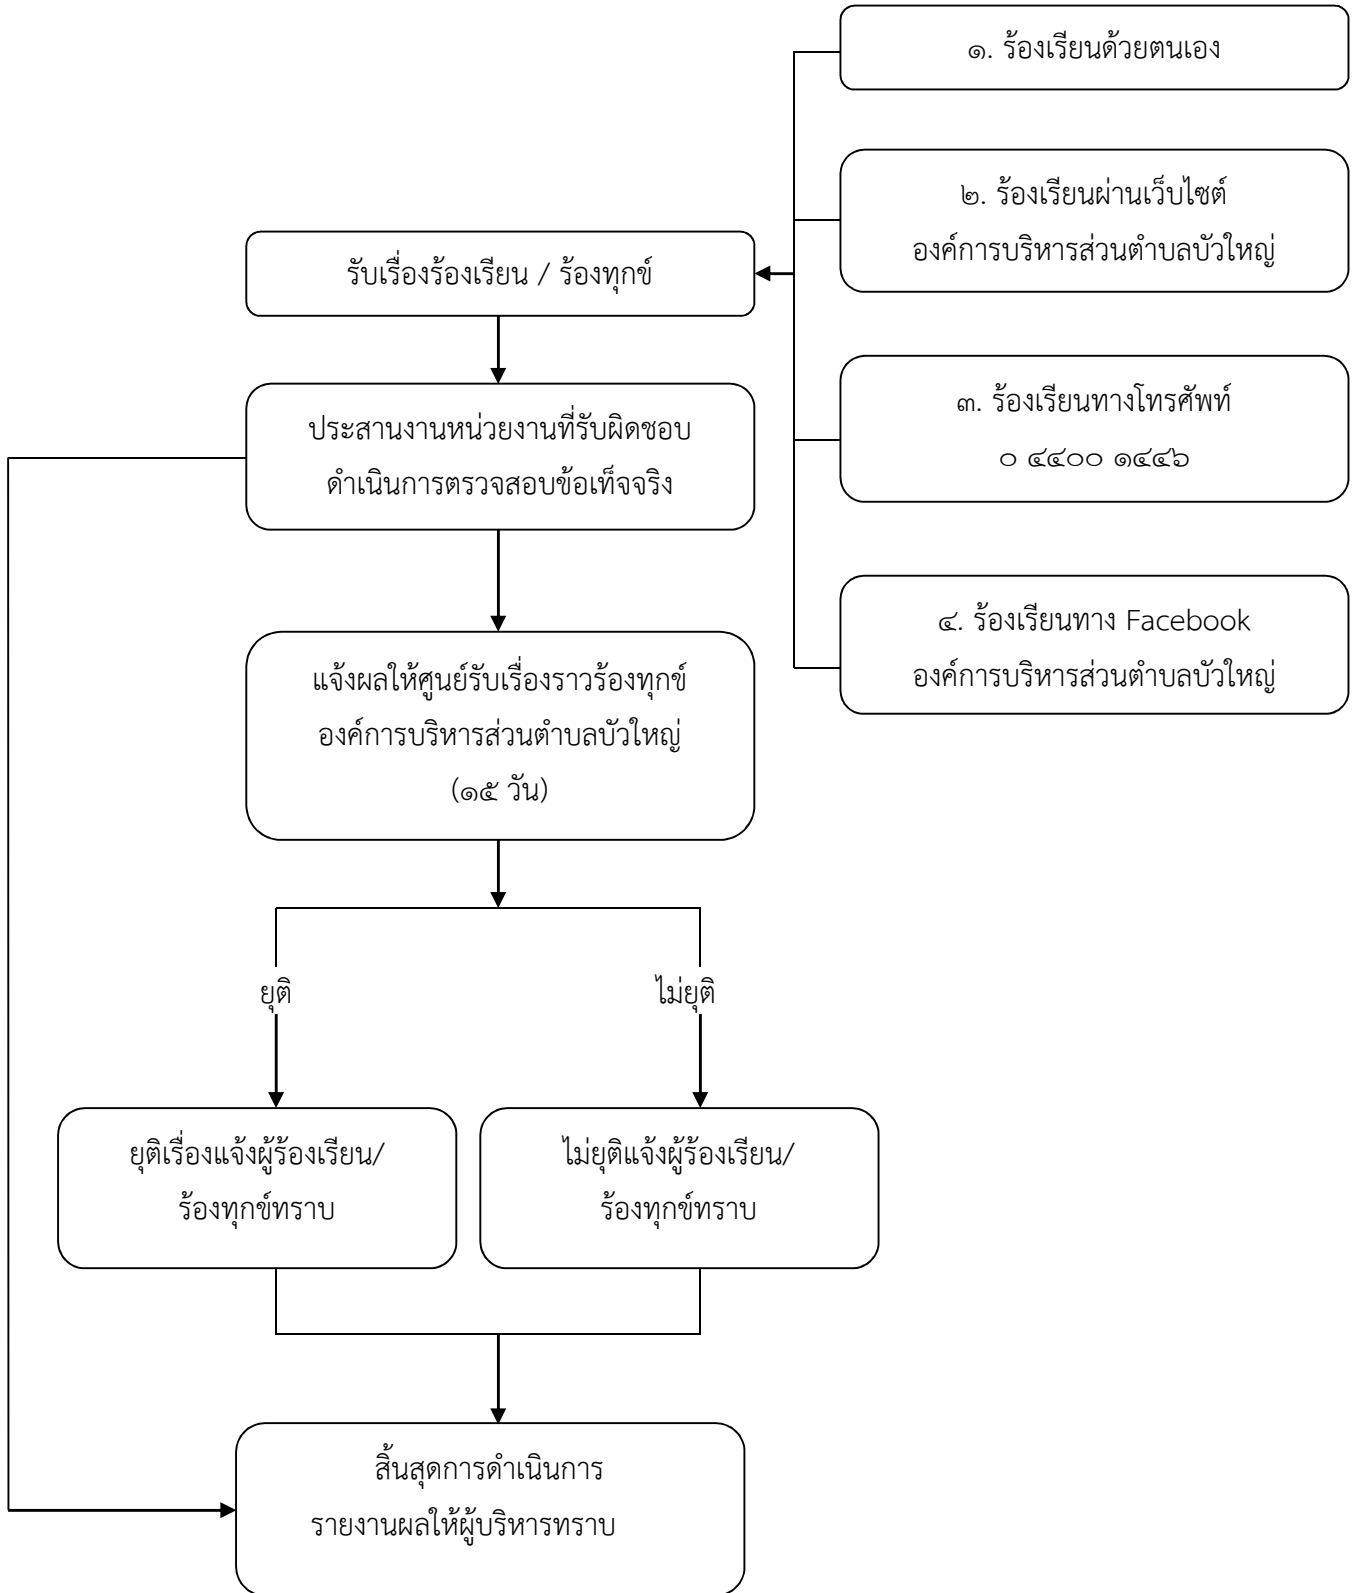 ๑. ร้องเรียนด้วยตนเอง
๒. ร้องเรียนผ่านเว็บไซต์
องค์การบริหารส่วนตำบลบัวใหญ่
รับเรื่องร้องเรียน / ร้องทุกข์
๓. ร้องเรียนทางโทรศัพท์
๐ ๔๔๐๐ ๑๔๔๖
ประสานงานหน่วยงานที่รับผิดชอบ
ดำเนินการตรวจสอบข้อเท็จจริง
๔. ร้องเรียนทาง Facebook
องค์การบริหารส่วนตำบลบัวใหญ่
แจ้งผลให้ศูนย์รับเรื่องราวร้องทุกข์
องค์การบริหารส่วนตำบลบัวใหญ่
(๑๕ วัน)
ยุติ
ไม่ยุติ
ยุติเรื่องแจ้งผู้ร้องเรียน/
ร้องทุกข์ทราบ
ไม่ยุติแจ้งผู้ร้องเรียน/
ร้องทุกข์ทราบ
สิ้นสุดการดำเนินการ
รายงานผลให้ผู้บริหารทราบ